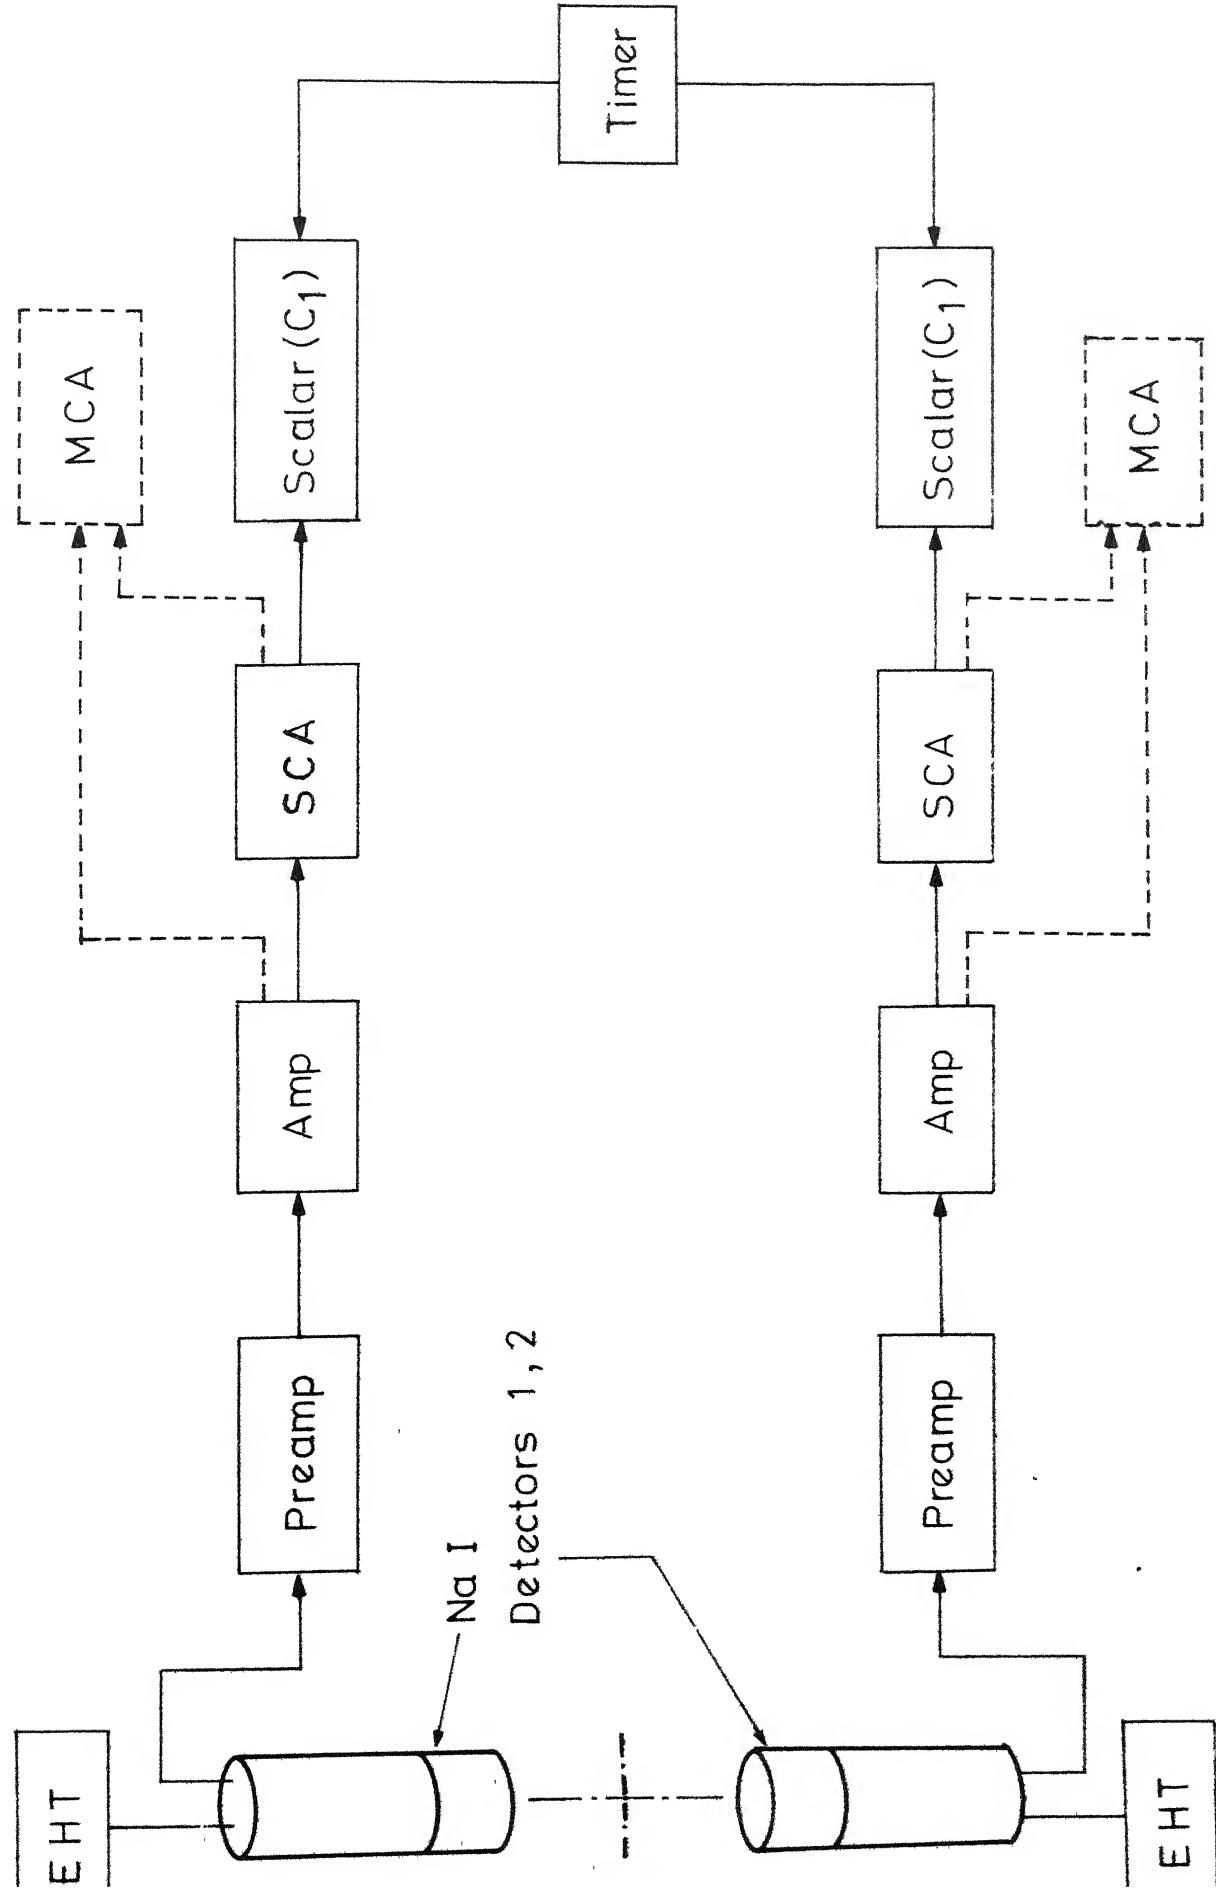 EHT
Preamp
Amp
SCA
Scalar (C1)
MCA
Na I
Detectors 1, 2
Timer
EHT
Preamp
Amp
SCA
Scalar (C1)
MCA